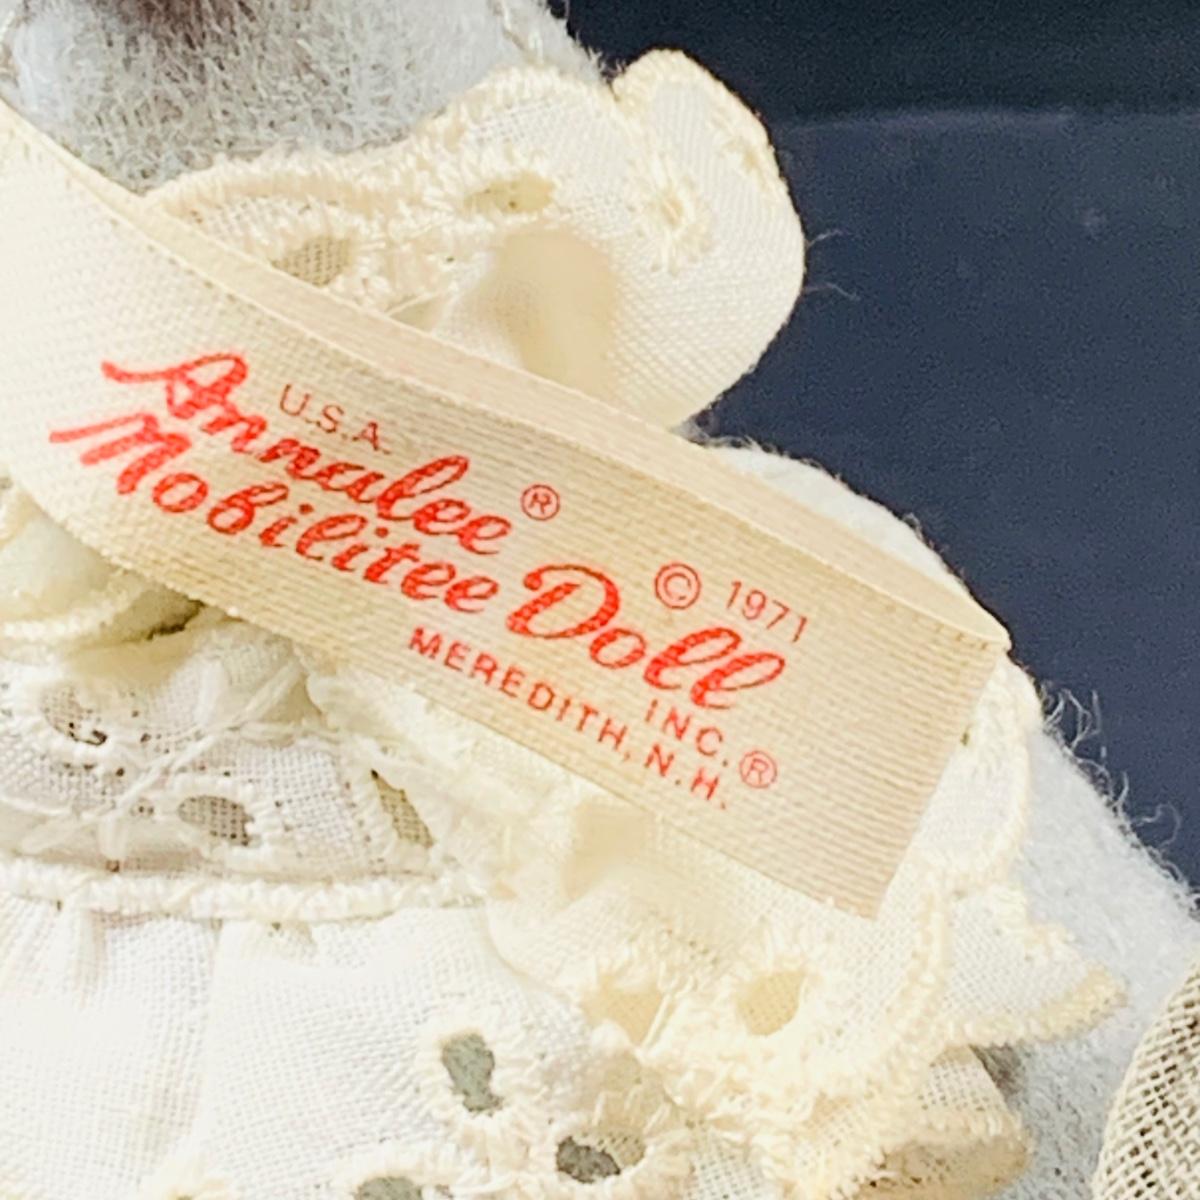 U.S.A.
Annalee ®
Mobilitee Doll © 1971
INC. ®
MEREDITH, N.H.